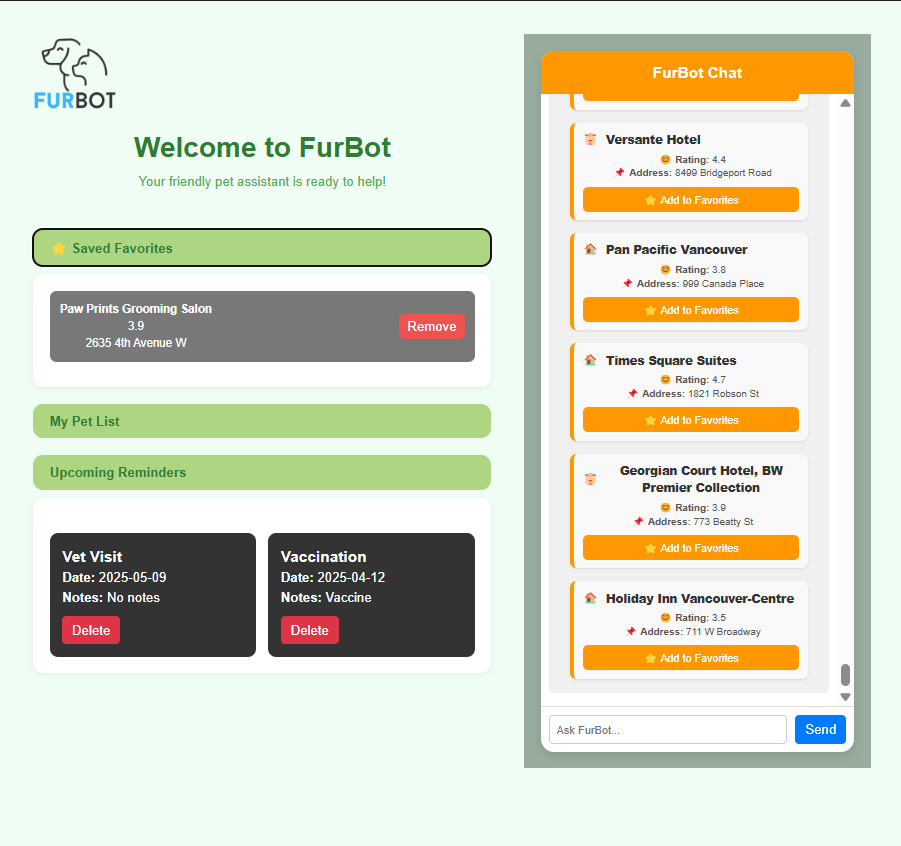 FURBOT
Welcome to FurBot
Your friendly pet assistant is ready to help!
Saved Favorites
Paw Prints Grooming Salon
3.9
2635 4th Avenue W
Remove
My Pet List
Upcoming Reminders
Vet Visit
Date: 2025-05-09
Notes: No notes
Delete
Vaccination
Date: 2025-04-12
Notes: Vaccine
Delete
FurBot Chat
Versante Hotel
Rating: 4.4
Address: 8499 Bridgeport Road
Add to Favorites
Pan Pacific Vancouver
Rating: 3.8
Address: 999 Canada Place
Add to Favorites
Times Square Suites
Rating: 4.7
Address: 1821 Robson St
Add to Favorites
Georgian Court Hotel, BW
Premier Collection
Rating: 3.9
Address: 773 Beatty St
Add to Favorites
Holiday Inn Vancouver-Centre
Rating: 3.5
Address: 711 W Broadway
Add to Favorites
Ask FurBot...
Send